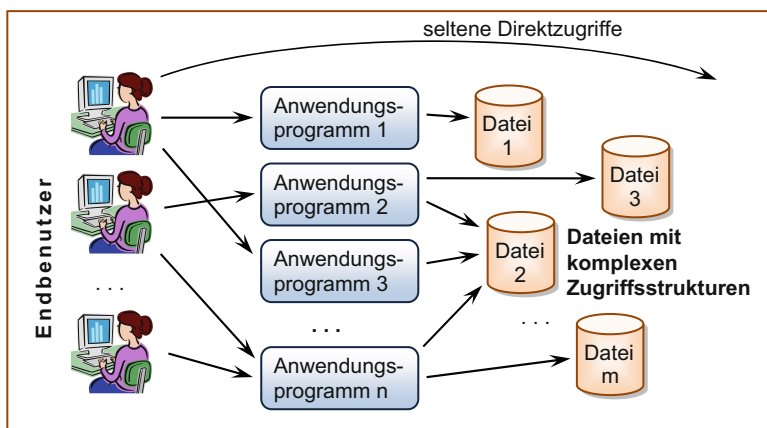 seltene Direktzugriffe
Anwendungs-
programm 1
Datei
1
Anwendungs-
programm 2
Datei
3
Anwendungs-
programm 3
Datei
2
Dateien mit
komplexen
Zugriffsstrukturen
Endbenutzer
. . .
. . .
. . .
Anwendungs-
programm n
Datei
m